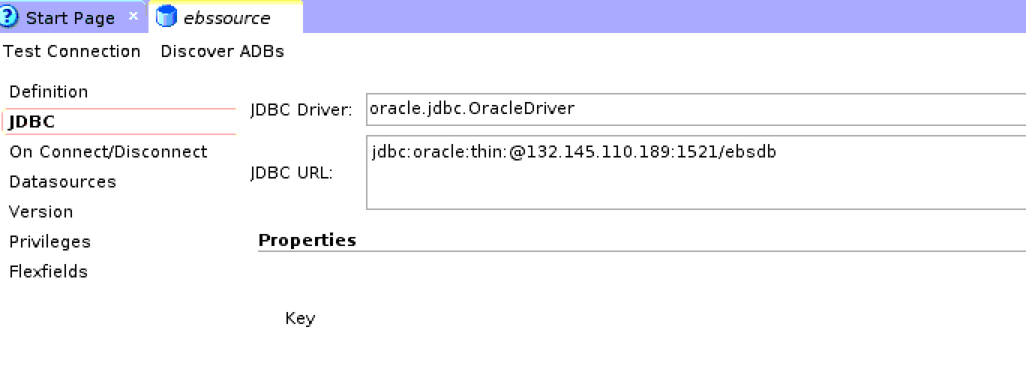 Start Page × ebssource
Test Connection Discover ADBs
Definition
JDBC
On Connect/Disconnect
Datasources
Version
Privileges
Flexfields
JDBC Driver: oracle.jdbc.OracleDriver
JDBC URL: jdbc:oracle:thin:@132.145.110.189:1521/ebsdb
Properties
Key